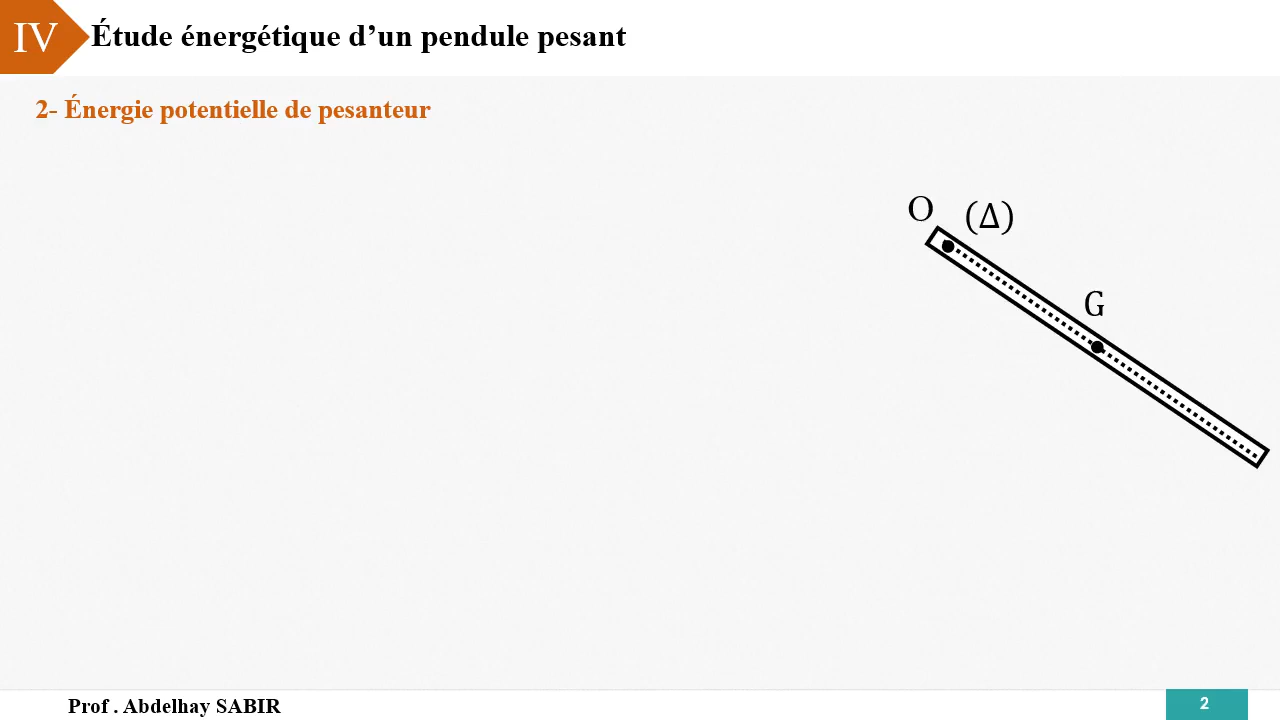 IV
Étude énergétique d’un pendule pesant
2- Énergie potentielle de pesanteur
O (Δ)
G
Prof . Abdelhay SABIR
2